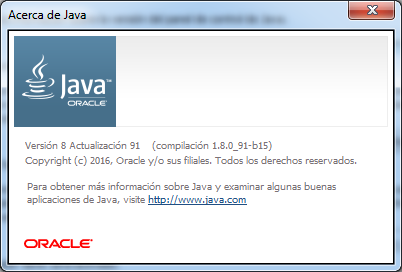 Acerca de Java
Java™
ORACLE
Versión 8 Actualización 91 (compilación 1.8.0_91-b15)
Copyright (c) 2016, Oracle y/o sus filiales. Todos los derechos reservados.
Para obtener más información sobre Java y examinar algunas buenas
aplicaciones de Java, visite http://www.java.com
ORACLE®